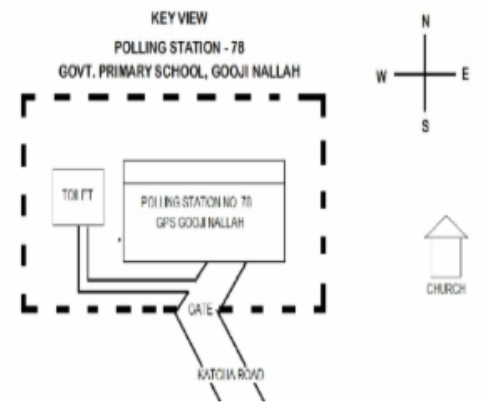 KEY VIEW
POLLING STATION - 78
GOVT. PRIMARY SCHOOL, GOOJI NALLAH
N
W E
S
TOILET
POLLING STATION NO. 78
GPS GOOJI NALLAH
CHURCH
GATE
KATCHA ROAD